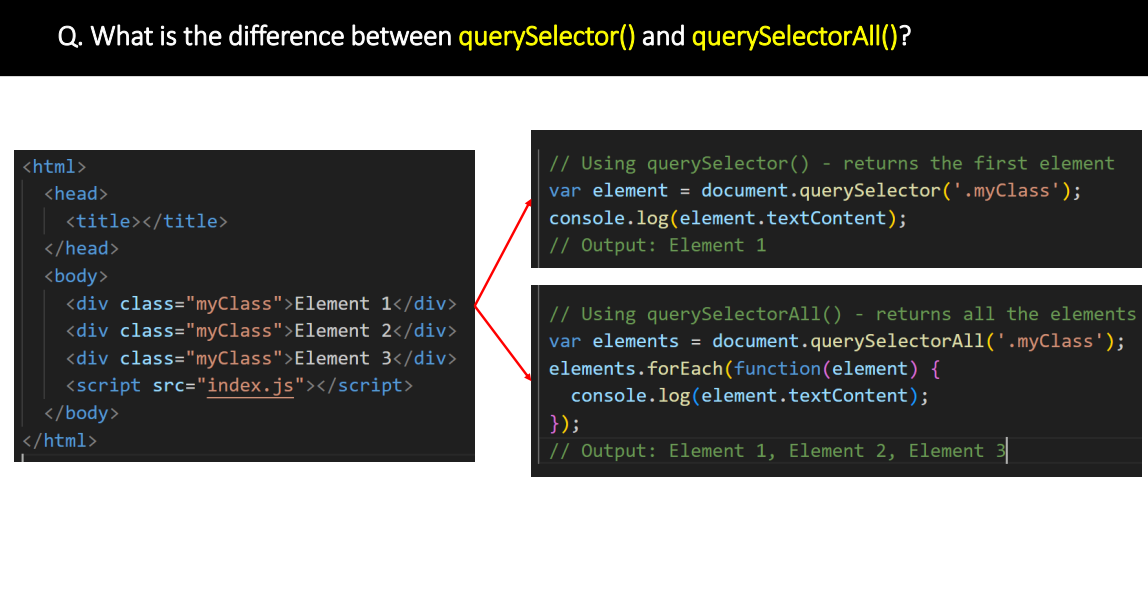 Q. What is the difference between querySelector() and querySelectorAll()?
<html>
<head>
<title></title>
</head>
<body>
<div class="myClass">Element 1</div>
<div class="myClass">Element 2</div>
<div class="myClass">Element 3</div>
<script src="index.js"></script>
</body>
</html>
// Using querySelector() - returns the first element
var element = document.querySelector('.myClass');
console.log(element.textContent);
// Output: Element 1
// Using querySelectorAll() - returns all the elements
var elements = document.querySelectorAll('.myClass');
elements.forEach(function(element) {
console.log(element.textContent);
});
// Output: Element 1, Element 2, Element 3